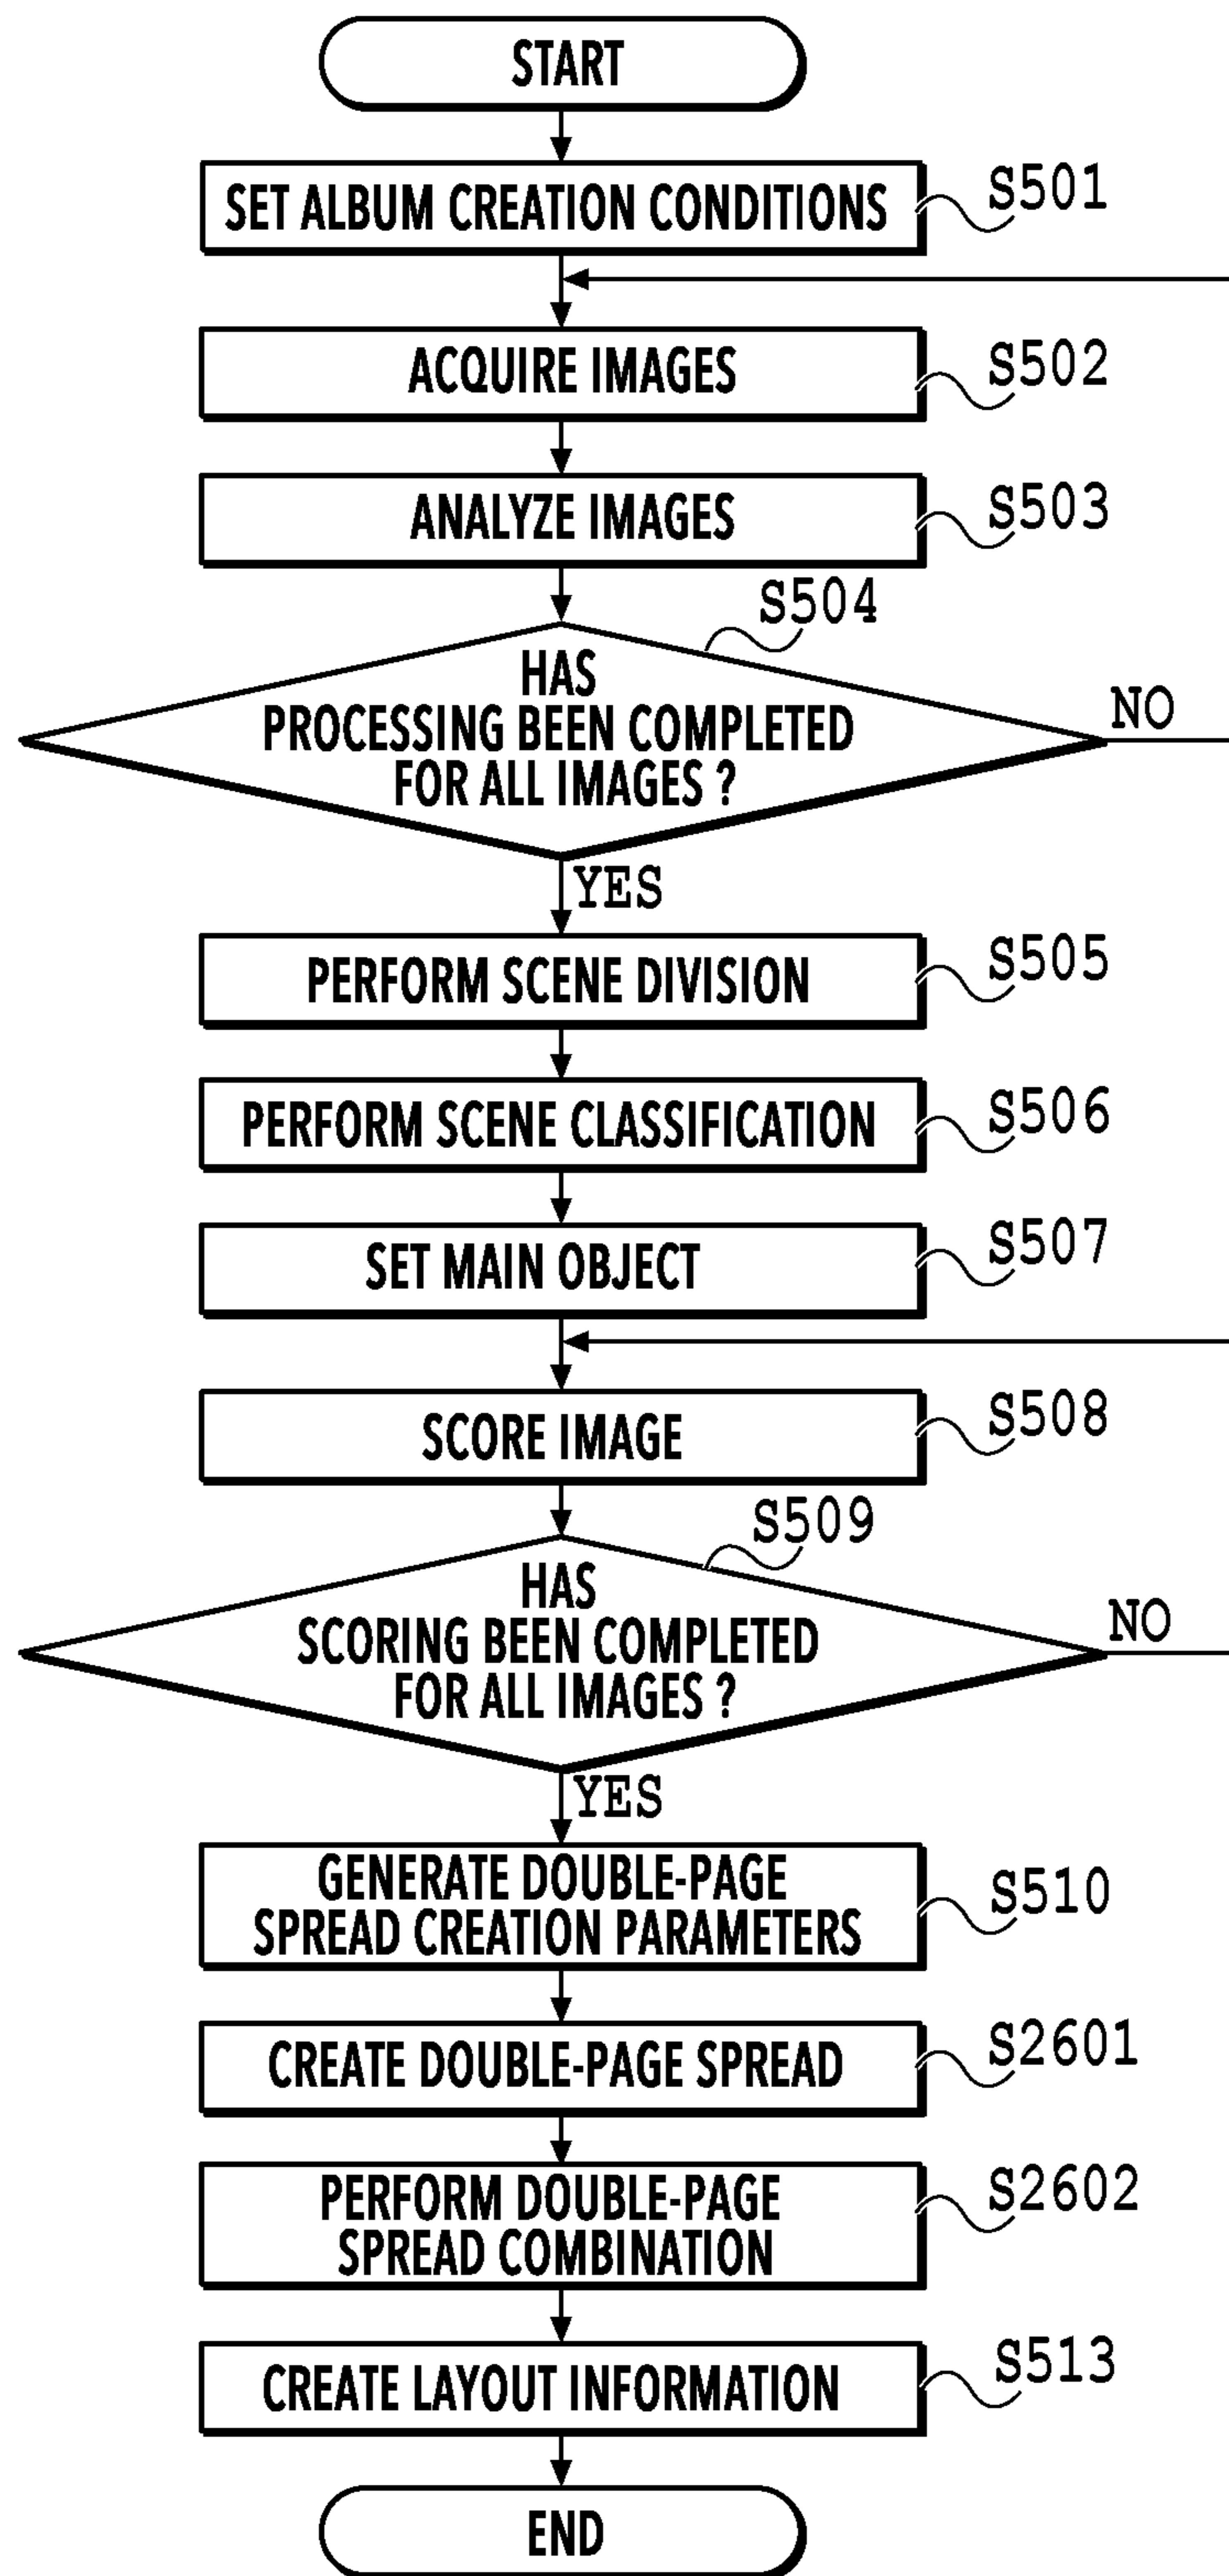 START
SET ALBUM CREATION CONDITIONS
S501
ACQUIRE IMAGES
S502
ANALYZE IMAGES
S503
S504
HAS
PROCESSING BEEN COMPLETED
FOR ALL IMAGES ?
NO
YES
PERFORM SCENE DIVISION
S505
PERFORM SCENE CLASSIFICATION
S506
SET MAIN OBJECT
S507
SCORE IMAGE
S508
S509
HAS
SCORING BEEN COMPLETED
FOR ALL IMAGES ?
NO
YES
GENERATE DOUBLE-PAGE
SPREAD CREATION PARAMETERS
S510
CREATE DOUBLE-PAGE SPREAD
S2601
PERFORM DOUBLE-PAGE
SPREAD COMBINATION
S2602
CREATE LAYOUT INFORMATION
S513
END